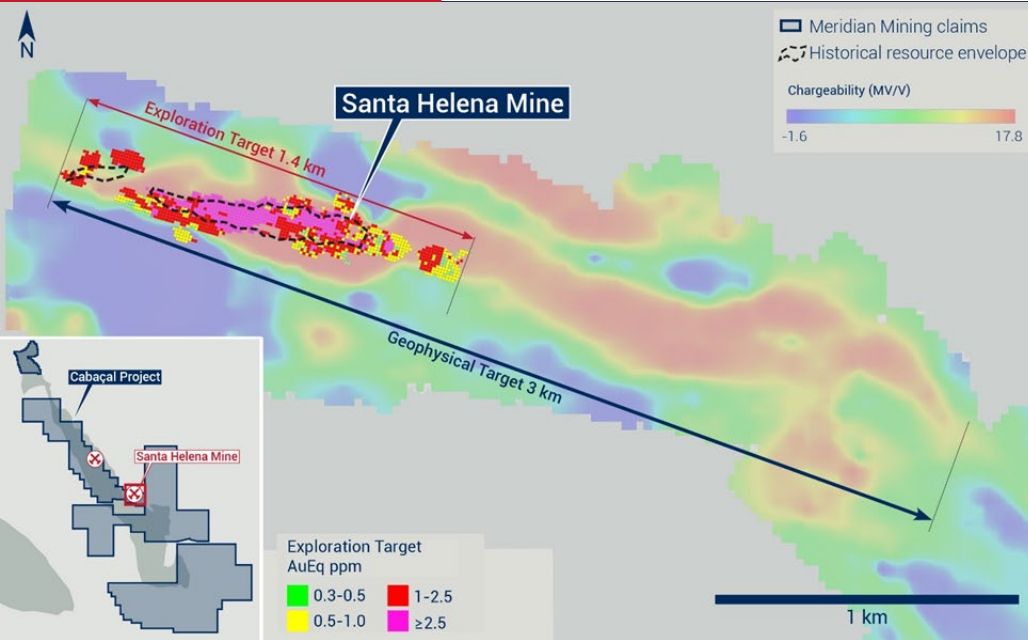 N
Meridian Mining claims
Historical resource envelope
Chargeability (MV/V)
-1.6
17.8
Santa Helena Mine
Exploration Target 1.4 km
Geophysical Target 3 km
Cabaçal Project
Santa Helena Mine
Exploration Target
AuEq ppm
0.3-0.5
1-2.5
0.5-1.0
≥2.5
1 km